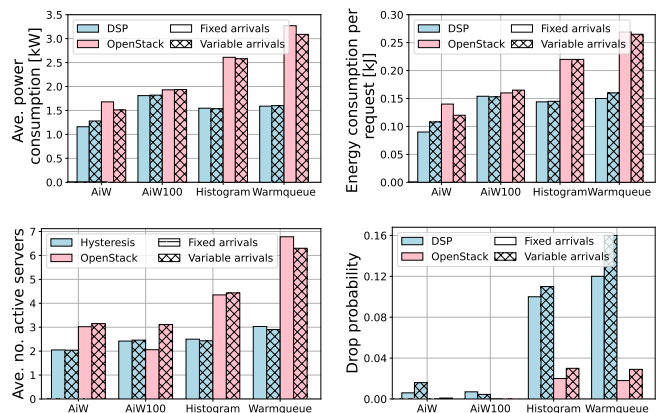 Ave. power
consumption [kW]
3.5
3.0
2.5
2.0
1.5
1.0
0.5
0.0
DSP
OpenStack
Fixed arrivals
Variable arrivals
AiW
AiW100
Histogram
Warmqueue
Energy consumption per
request [kJ]
0.30
0.25
0.20
0.15
0.10
0.05
0.00
DSP
OpenStack
Fixed arrivals
Variable arrivals
AiW
AiW100
Histogram
Warmqueue
Ave. no. active servers
7
6
5
4
3
2
1
0
Hysteresis
OpenStack
Fixed arrivals
Variable arrivals
AiW
AiW100
Histogram
Warmqueue
Drop probability
0.16
0.12
0.08
0.04
0.00
DSP
OpenStack
Fixed arrivals
Variable arrivals
AiW
AiW100
Histogram
Warmqueue